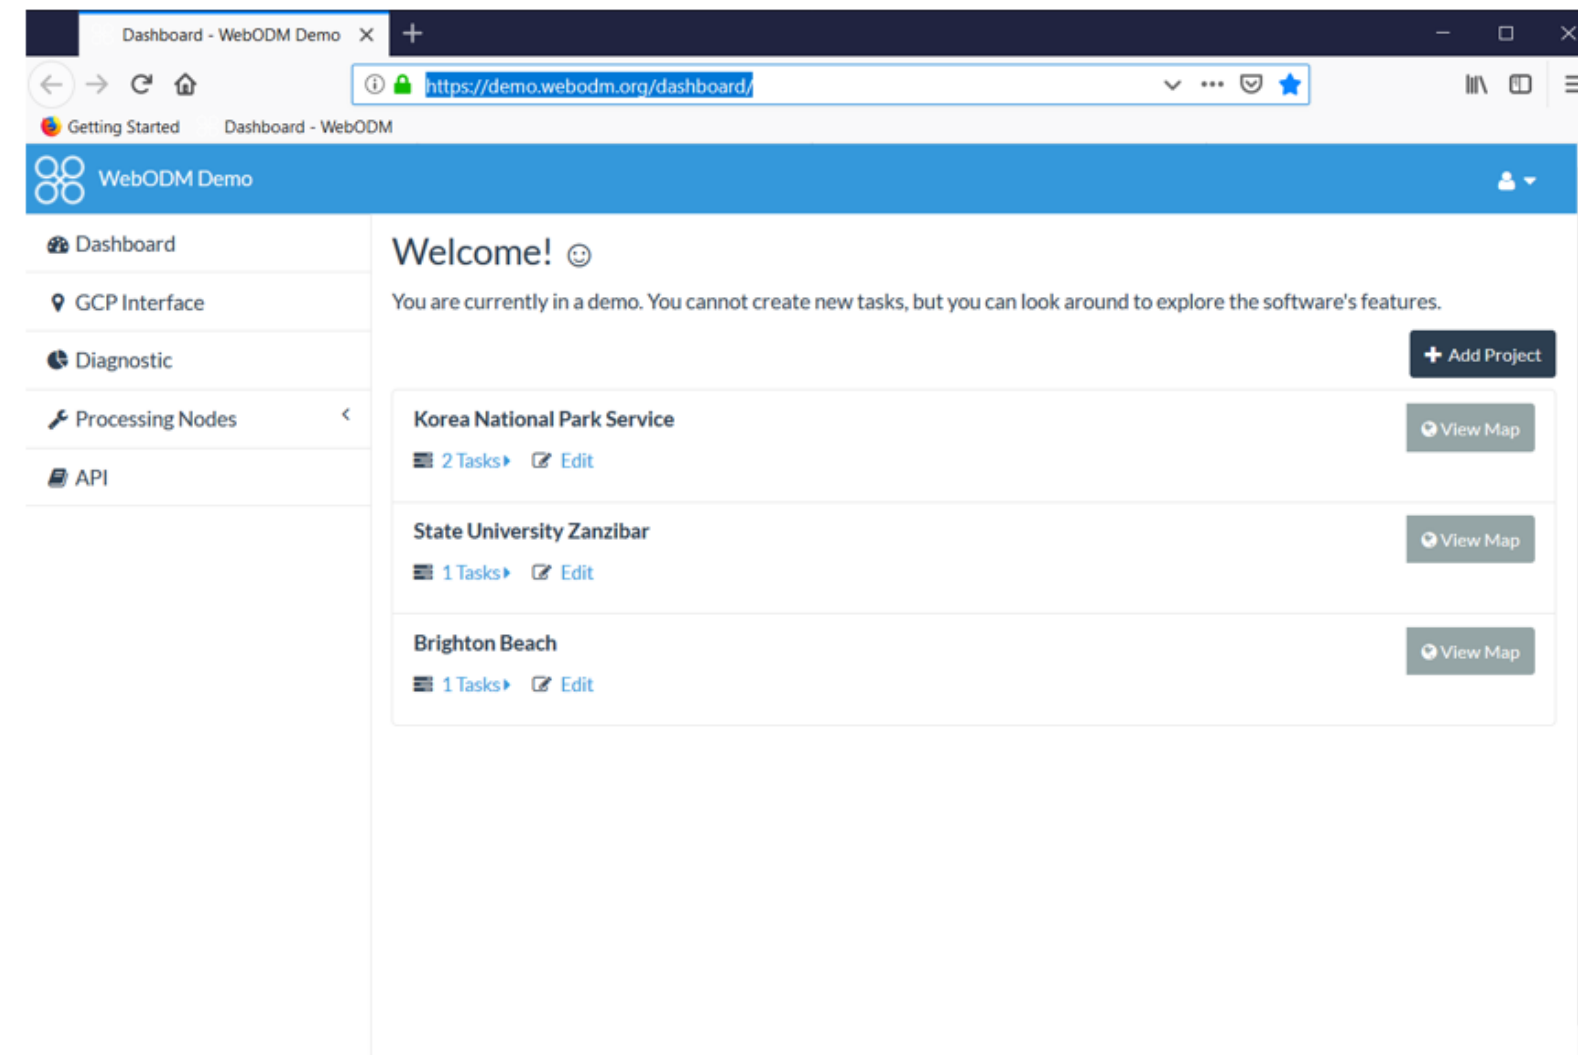 Dashboard - WebODM Demo
https://demo.webodm.org/dashboard/
Getting Started Dashboard - WebODM
WebODM Demo
Dashboard
GCP Interface
Diagnostic
Processing Nodes
API
Welcome!
You are currently in a demo. You cannot create new tasks, but you can look around to explore the software's features.
Add Project
Korea National Park Service
View Map
2 Tasks Edit
State University Zanzibar
View Map
1 Tasks Edit
Brighton Beach
View Map
1 Tasks Edit